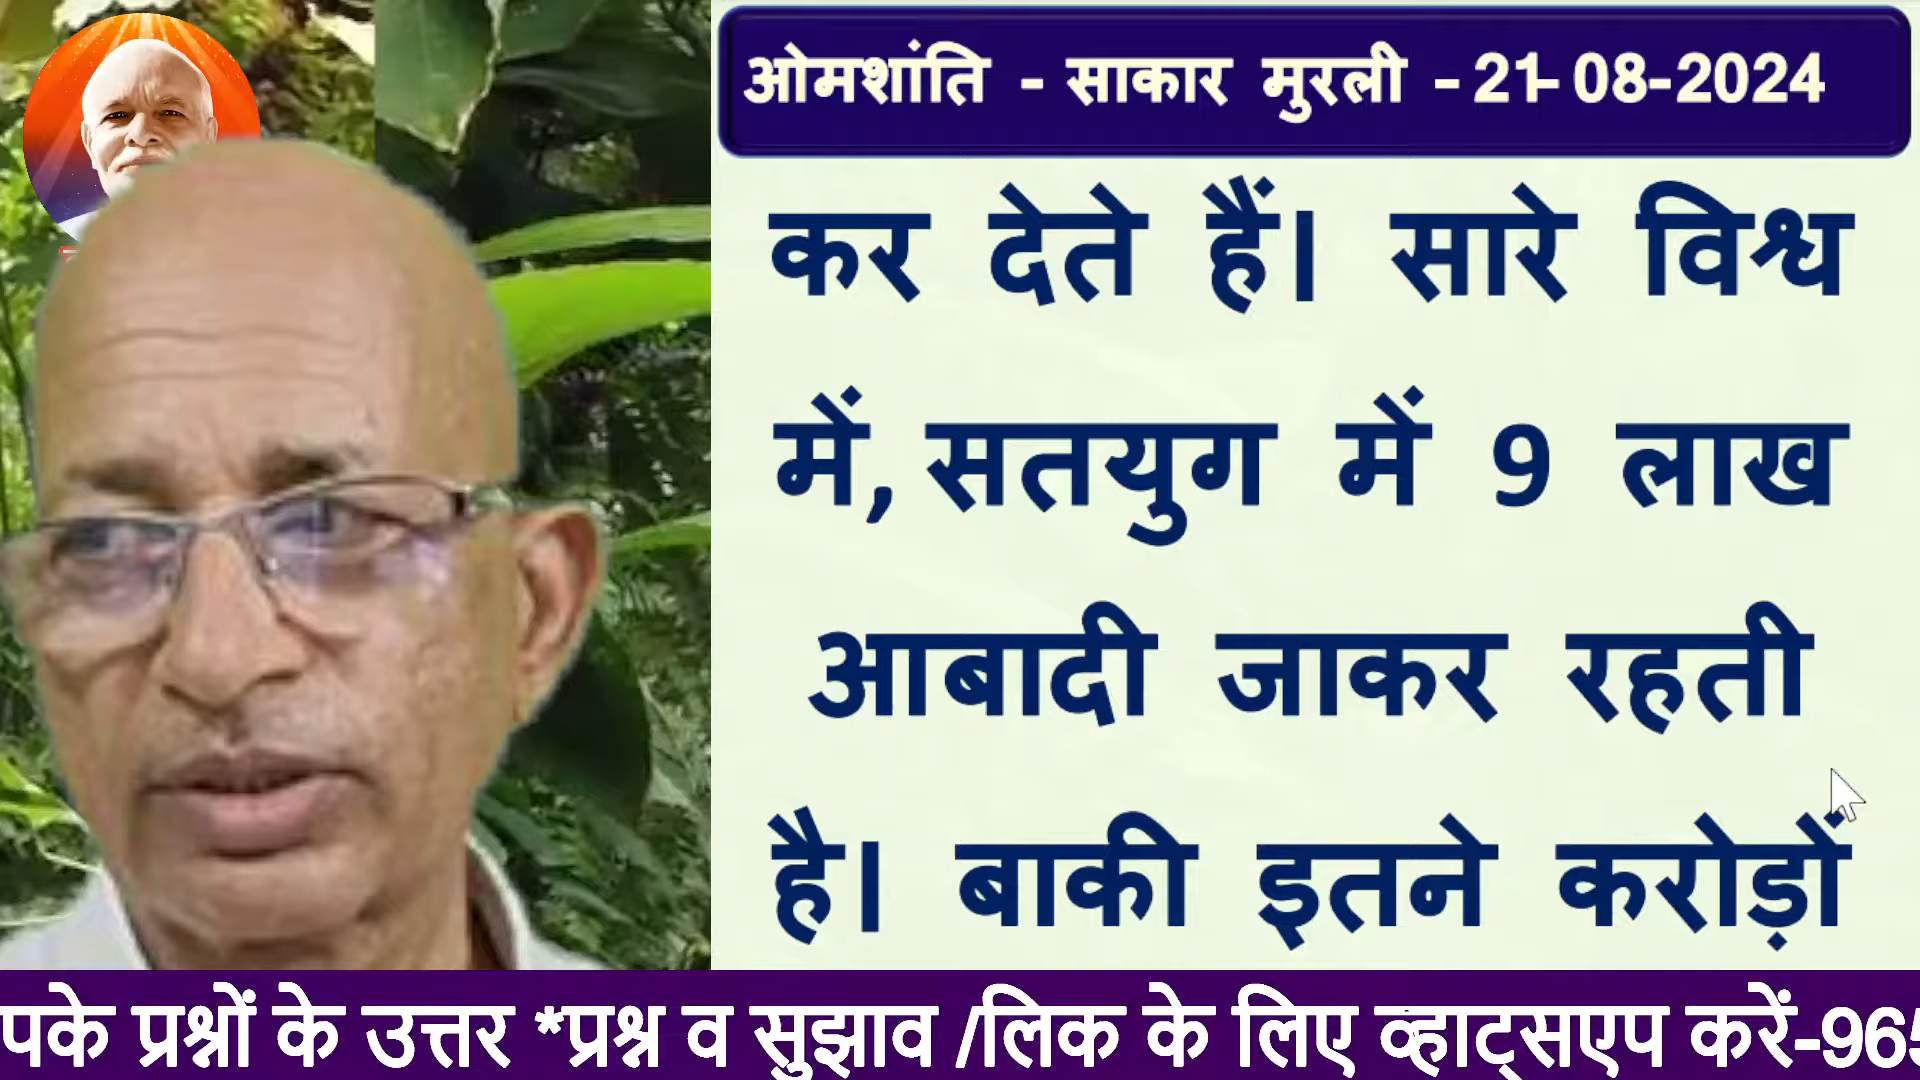 ओमशांति - साकार मुरली - 21- 08-2024
कर देते हैं। सारे विश्व
में, सतयुग में 9 लाख
आबादी जाकर रहती
है। बाकी इतने करोड़ों
पके प्रश्नों के उत्तर *प्रश्न व सुझाव /लिंक के लिए व्हाट्सएप करें-965